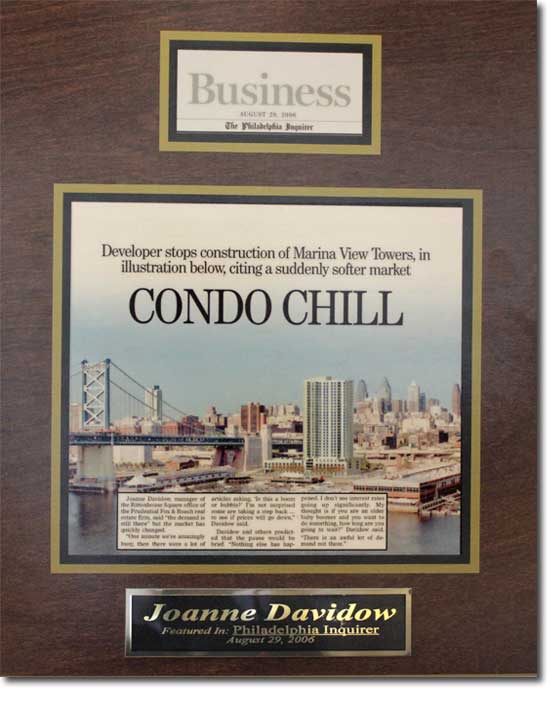 Business
AUGUST 29, 2006
The Philadelphia Inquirer
Developer stops construction of Marina View Towers, in
illustration below, citing a suddenly softer market
CONDO CHILL
Joanne Davidow, manager of
the Rittenhouse Square office of
the Prudential Fox & Roach real
estate firm, said "the demand is
still there" but the market has
quickly changed.
"One minute we're amazingly
busy, then there were a lot of
articles asking, 'Is this a boom
or bubble?' I'm not surprised
some are taking a step back ...
to see if prices will go down,"
Davidow said.
Davidow and others predict-
ed that the pause would be
brief. "Nothing else has hap-
pened. I don't see interest rates
going up significantly. My
thought is if you are an older
baby boomer and you want to
do something, how long are you
going to wait?" Davidow said.
"There is an awful lot of de-
mand out there."
Joanne Davidow
Featured In: Philadelphia Inquirer
August 29, 2006